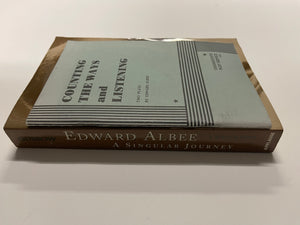 COUNTING
THE WAYS
and
LISTENING
TWO PLAYS
BY EDWARD ALBEE
EDWARD ALBEE
A SINGULAR JOURNEY